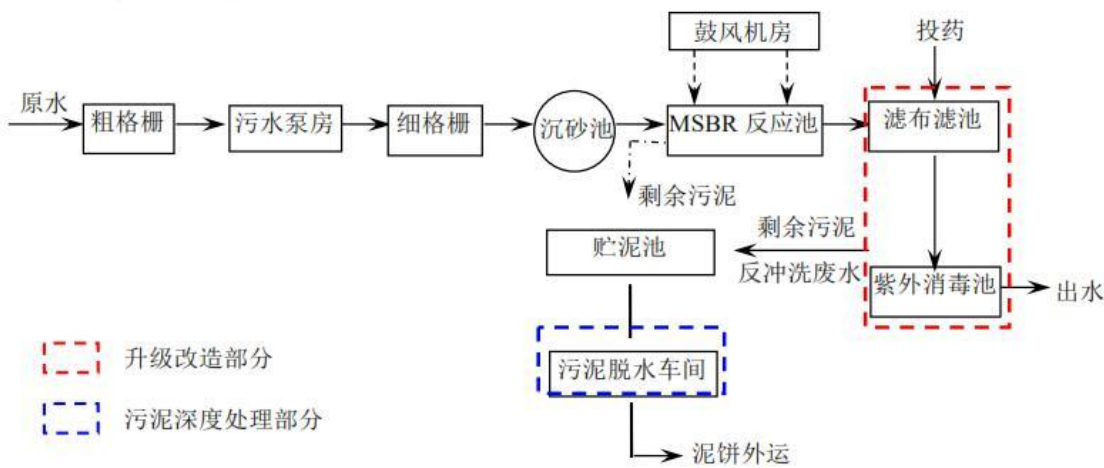 鼓风机房
投药
原水
粗格栅
污水泵房
细格栅
沉砂池
MSBR 反应池
滤布滤池
剩余污泥
剩余污泥
贮泥池
反冲洗废水
紫外消毒池
出水
升级改造部分
污泥脱水车间
污泥深度处理部分
泥饼外运